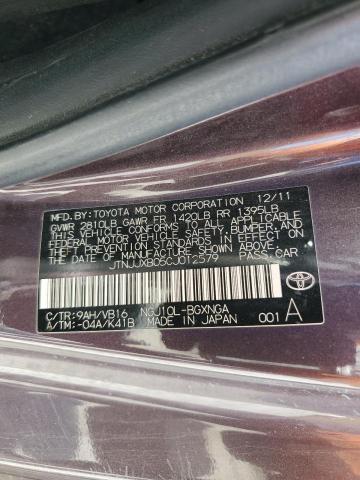 MFD. BY: TOYOTA MOTOR CORPORATION 12/11
GVWR 2810LB GAWR FR 1420LB RR 1395LB
THIS VEHICLE CONFORMS TO ALL APPLICABLE
FEDERAL MOTOR VEHICLE SAFETY, BUMPER, AND
THEFT PREVENTION STANDARDS IN EFFECT ON
THE DATE OF MANUFACTURE SHOWN ABOVE.
JTNJJXB06CJ012579 PASS.CAR
C/TR:9AH/VB16 NGJ10L-BGXNGA
A/TM:-04A/K41B MADE IN JAPAN 001 A
TOYOTA